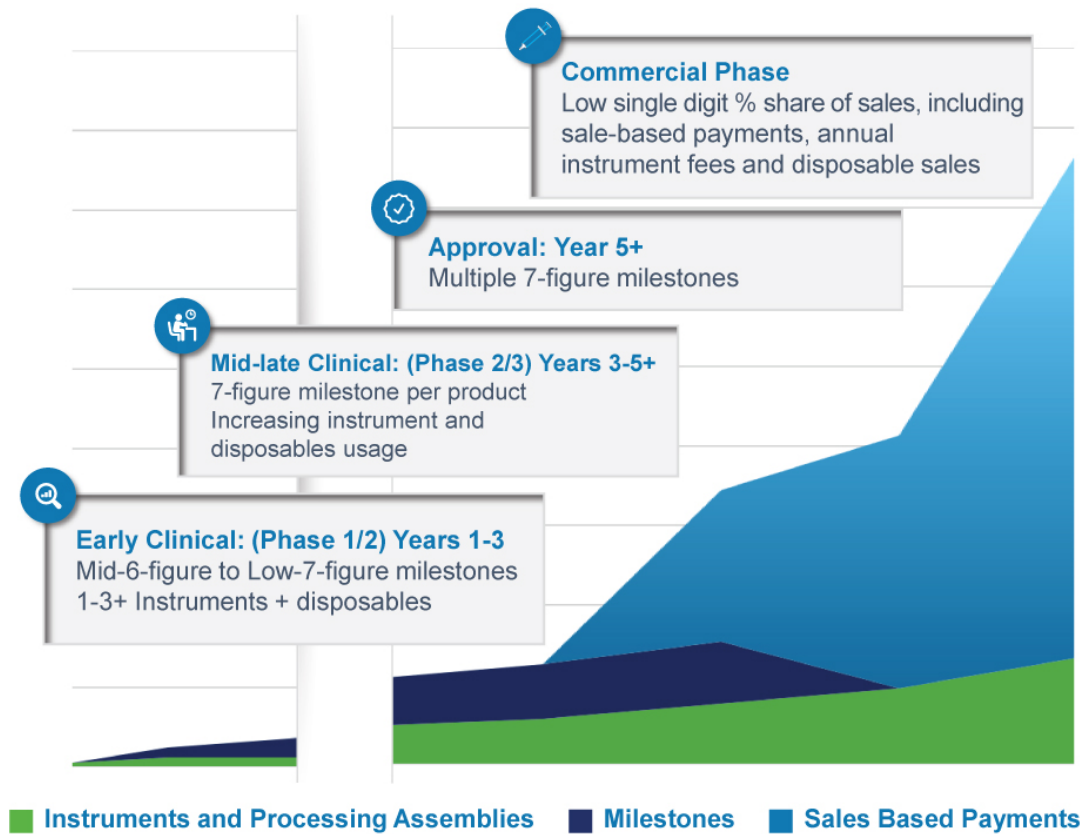 Commercial Phase
Low single digit % share of sales, including
sale-based payments, annual
instrument fees and disposable sales
Approval: Year 5+
Multiple 7-figure milestones
Mid-late Clinical: (Phase 2/3) Years 3-5+
7-figure milestone per product
Increasing instrument and
disposables usage
Early Clinical: (Phase 1/2) Years 1-3
Mid-6-figure to Low-7-figure milestones
1-3+ Instruments + disposables
Instruments and Processing Assemblies
Milestones
Sales Based Payments